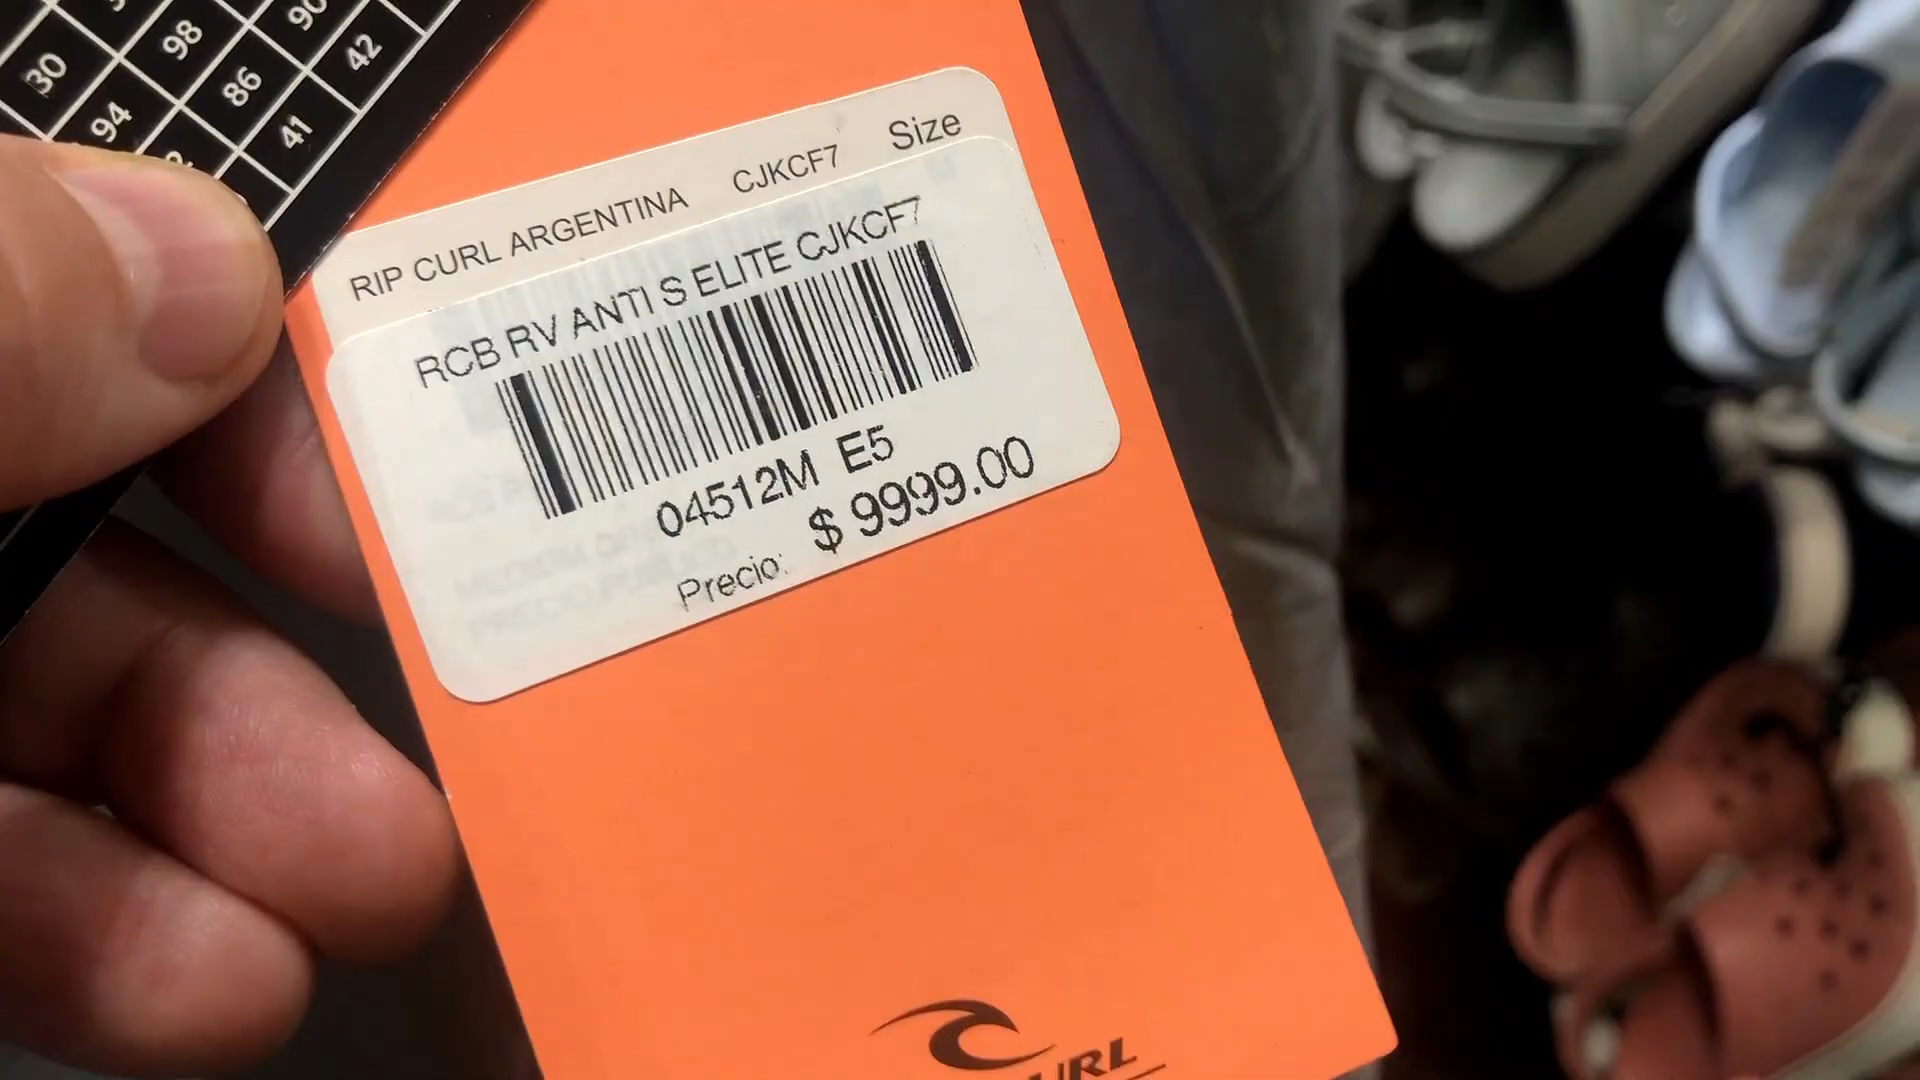 30
98
90
94
86
42
41
RIP CURL ARGENTINA CJKCF7 Size
RCB RV ANTI S ELITE CJKCF7
04512M E5
Precio: $ 9999.00
URL